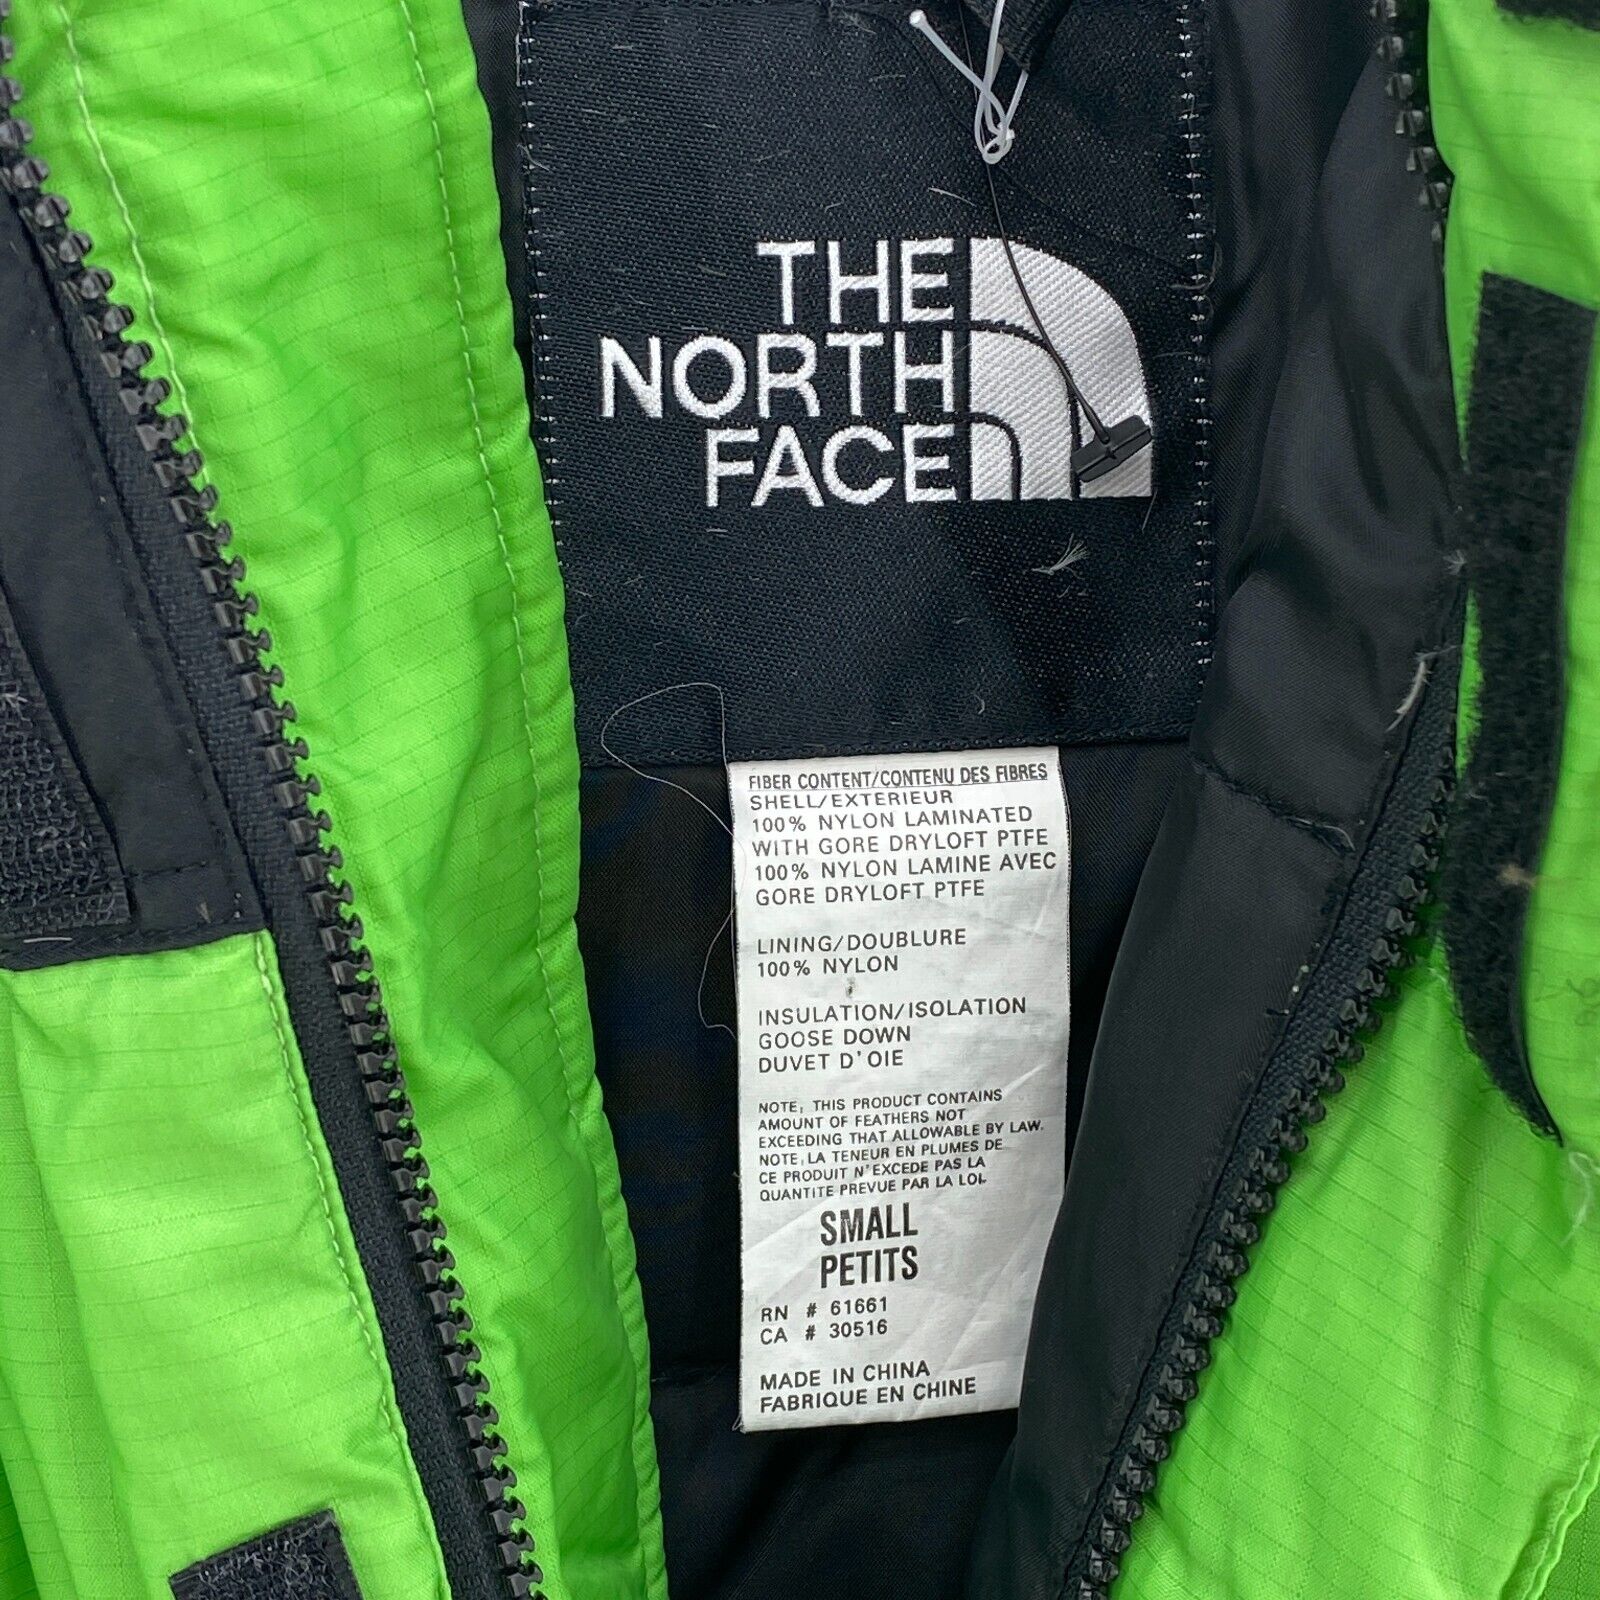 THE
NORTH
FACE
FIBER CONTENT/CONTENU DES FIBRES
SHELL/EXTERIEUR
100% NYLON LAMINATED
WITH GORE DRYLOFT PTFE
100% NYLON LAMINE AVEC
GORE DRYLOFT PTFE
LINING/DOUBLURE
100% NYLON
INSULATION/ISOLATION
GOOSE DOWN
DUVET D'OIE
NOTE, THIS PRODUCT CONTAINS
AMOUNT OF FEATHERS NOT
EXCEEDING THAT ALLOWABLE BY LAW.
NOTE, LA TENEUR EN PLUMES DE
CE PRODUIT N'EXCEDE PAS LA
QUANTITE PREVUE PAR LA LOI.
SMALL
PETITS
RN # 61661
CA # 30516
MADE IN CHINA
FABRIQUE EN CHINE